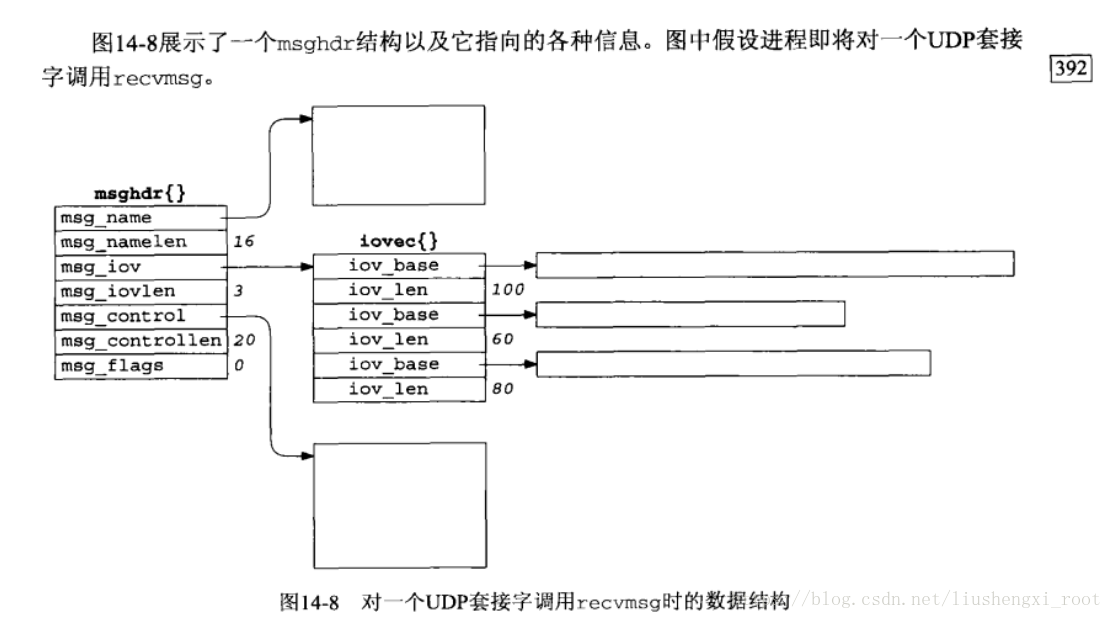 图14-8展示了一个msghdr结构以及它指向的各种信息。图中假设进程即将对一个UDP套接
字调用recvmsg。
392
msghdr{}
msg_name
msg_namelen 16
msg_iov
msg_iovlen 3
msg_control
msg_controllen 20
msg_flags 0
iovec{}
iov_base
iov_len 100
iov_base
iov_len 60
iov_base
iov_len 80
图14-8 对一个UDP套接字调用recvmsg时的数据结构
//blog.csdn.net/liushengxi_root